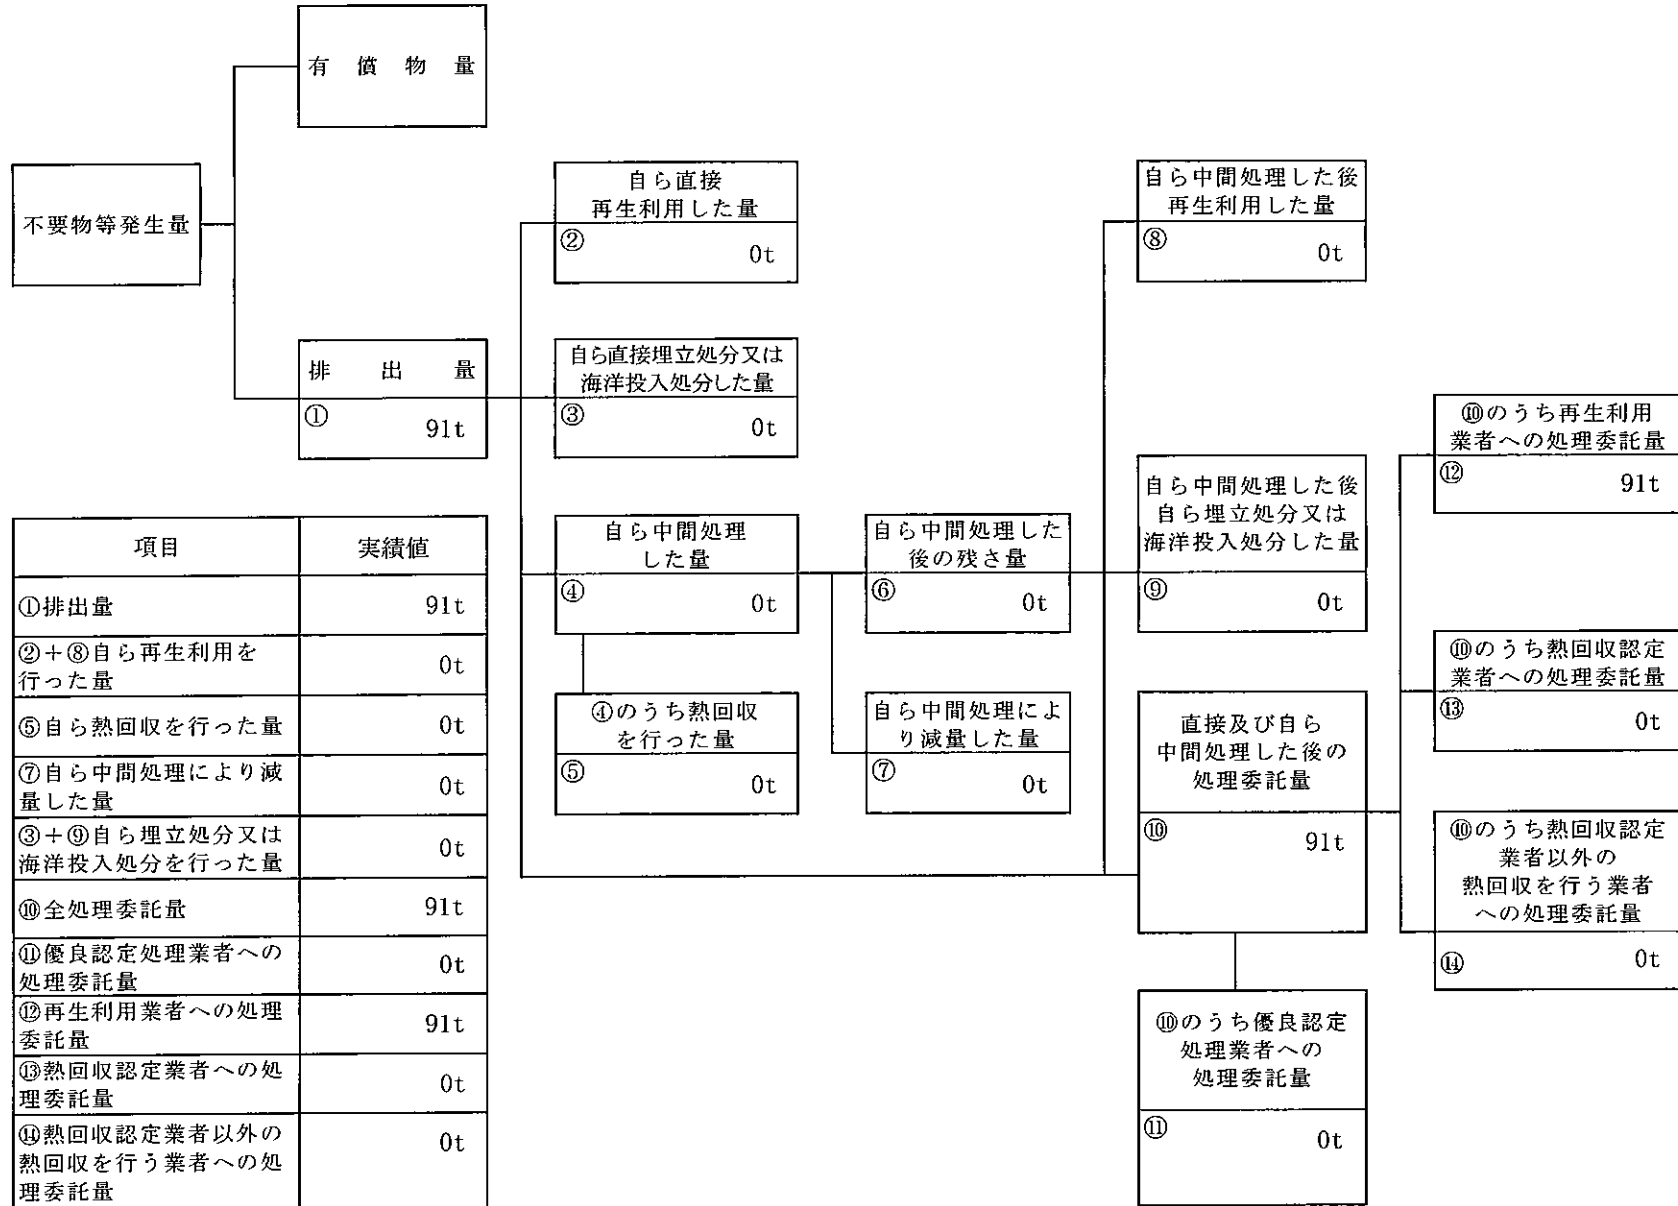 有償物量
不要物等発生量
排出量
①
91t
自ら直接
再生利用した量
②
0t
自ら直接埋立処分又は
海洋投入処分した量
③
0t
自ら中間処理
した量
④
0t
④のうち熱回収
を行った量
⑤
0t
自ら中間処理した
後の残さ量
⑥
0t
自ら中間処理によ
り減量した量
⑦
0t
自ら中間処理した後
再生利用した量
⑧
0t
自ら中間処理した後
自ら埋立処分又は
海洋投入処分した量
⑨
0t
直接及び自ら
中間処理した後の
処理委託量
⑩
91t
⑩のうち優良認定
処理業者への
処理委託量
⑪
0t
⑩のうち再生利用
業者への処理委託量
⑫
91t
⑩のうち熱回収認定
業者への処理委託量
⑬
0t
⑩のうち熱回収認定
業者以外の
熱回収を行う業者
への処理委託量
⑭
0t
項目 実績値
①排出量 91t
②+⑧自ら再生利用を
行った量
0t
⑤自ら熱回収を行った量 0t
⑦自ら中間処理により減
量した量
0t
③+⑨自ら埋立処分又は
海洋投入処分を行った量
0t
⑩全処理委託量 91t
⑪優良認定処理業者への
処理委託量
0t
⑫再生利用業者への処理
委託量
91t
⑬熱回収認定業者への処
理委託量
0t
⑭熱回収認定業者以外の
熱回収を行う業者への処
理委託量
0t